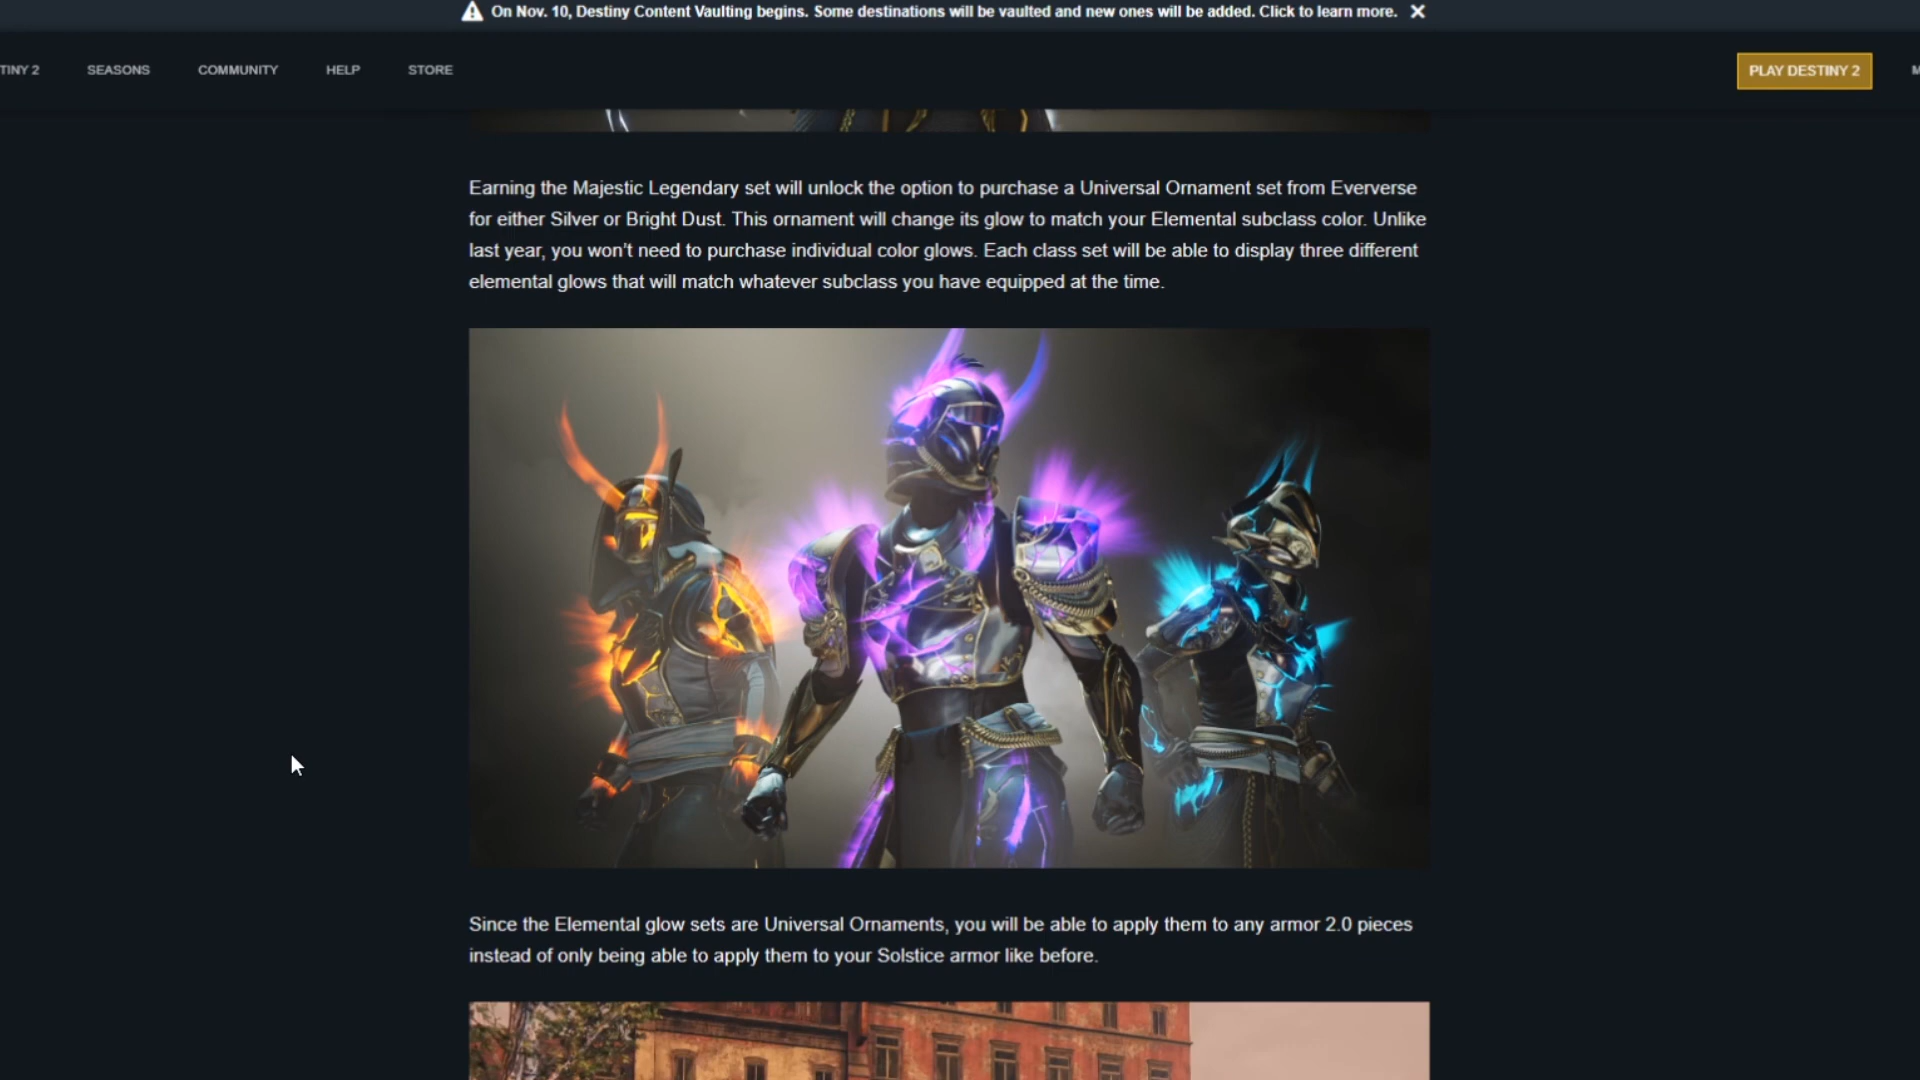 On Nov. 10, Destiny Content Vaulting begins. Some destinations will be vaulted and new ones will be added. Click to learn more.
TINY 2 SEASONS COMMUNITY HELP STORE PLAY DESTINY 2 M
Earning the Majestic Legendary set will unlock the option to purchase a Universal Ornament set from Eververse
for either Silver or Bright Dust. This ornament will change its glow to match your Elemental subclass color. Unlike
last year, you won't need to purchase individual color glows. Each class set will be able to display three different
elemental glows that will match whatever subclass you have equipped at the time.
Since the Elemental glow sets are Universal Ornaments, you will be able to apply them to any armor 2.0 pieces
instead of only being able to apply them to your Solstice armor like before.